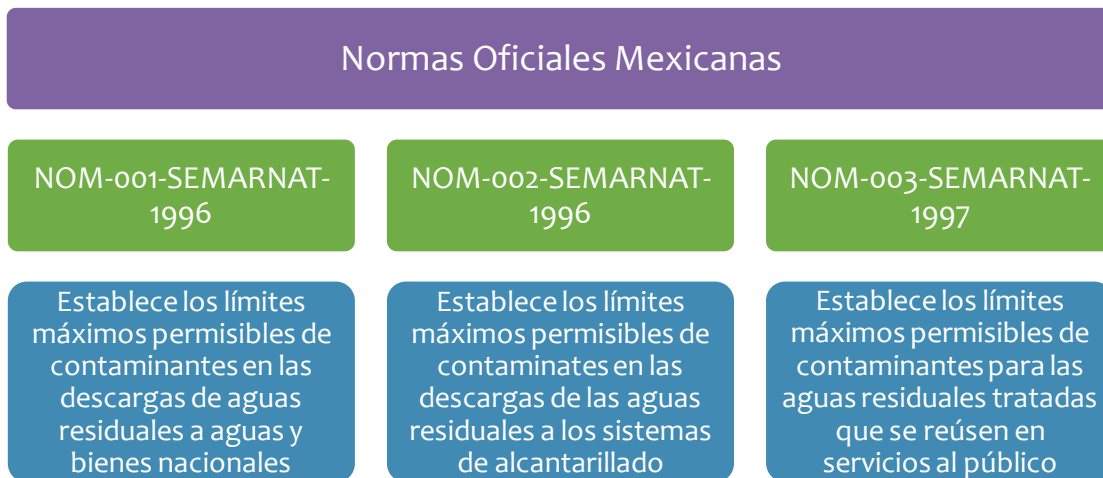 Normas Oficiales Mexicanas
NOM-001-SEMARNAT-
1996
NOM-002-SEMARNAT-
1996
NOM-003-SEMARNAT-
1997
Establece los límites
máximos permisibles de
contaminantes en las
descargas de aguas
residuales a aguas y
bienes nacionales
Establece los límites
máximos permisibles de
contaminates en las
descargas de las aguas
residuales a los sistemas
de alcantarillado
Establece los límites
máximos permisibles de
contaminantes para las
aguas residuales tratadas
que se reúsen en
servicios al público